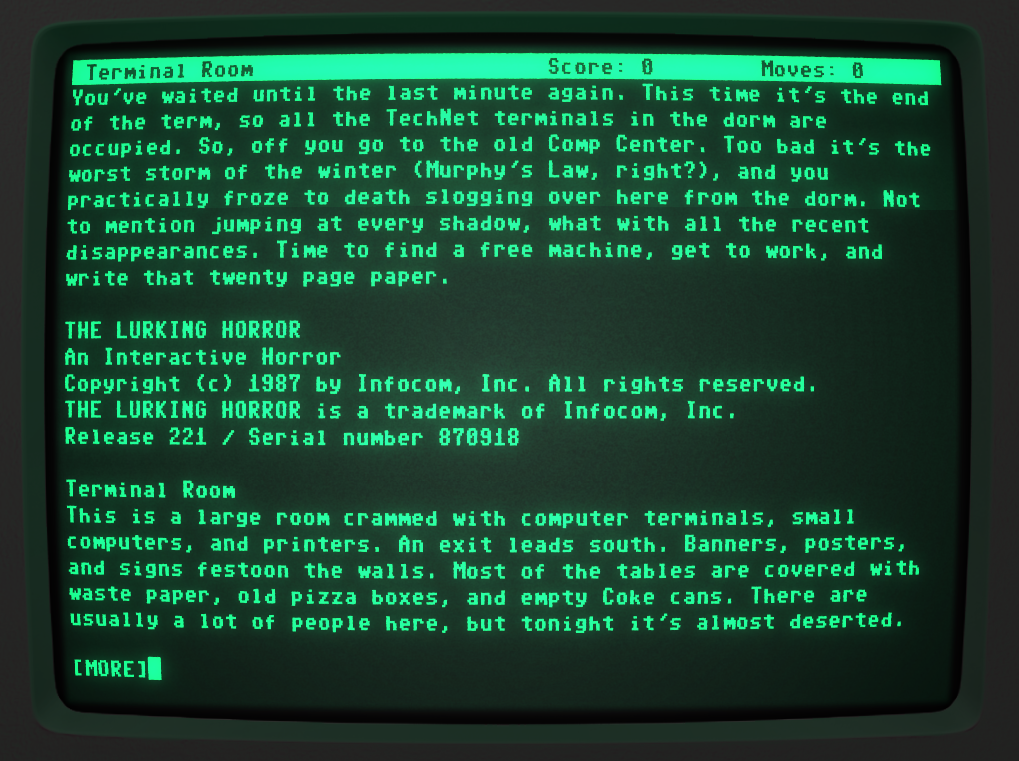 Terminal Room Score: 0 Moves: 0
You've waited until the last minute again. This time it's the end
of the term, so all the TechNet terminals in the dorm are
occupied. So, off you go to the old Comp Center. Too bad it's the
worst storm of the winter (Murphy's Law, right?), and you
practically froze to death slogging over here from the dorm. Not
to mention jumping at every shadow, what with all the recent
disappearances. Time to find a free machine, get to work, and
write that twenty page paper.
THE LURKING HORROR
An Interactive Horror
Copyright (c) 1987 by Infocom, Inc. All rights reserved.
THE LURKING HORROR is a trademark of Infocom, Inc.
Release 221 / Serial number 870918
Terminal Room
This is a large room crammed with computer terminals, small
computers, and printers. An exit leads south. Banners, posters,
and signs festoon the walls. Most of the tables are covered with
waste paper, old pizza boxes, and empty Coke cans. There are
usually a lot of people here, but tonight it's almost deserted.
[MORE]